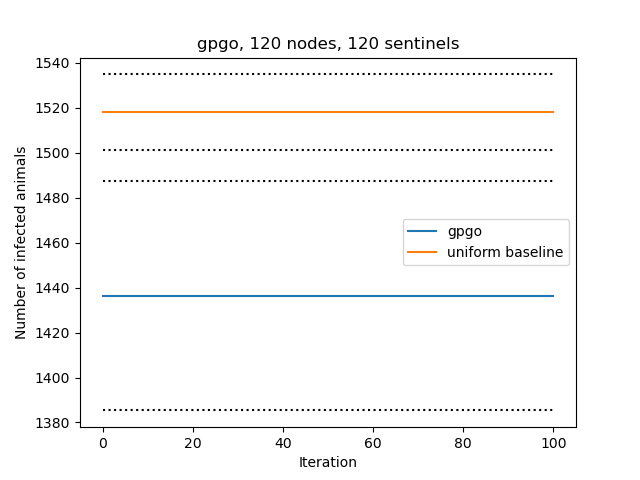 gpgo, 120 nodes, 120 sentinels
1540
1520
1500
1480
1460
1440
1420
1400
1380
Number of infected animals
gpgo
uniform baseline
0 20 40 60 80 100
Iteration